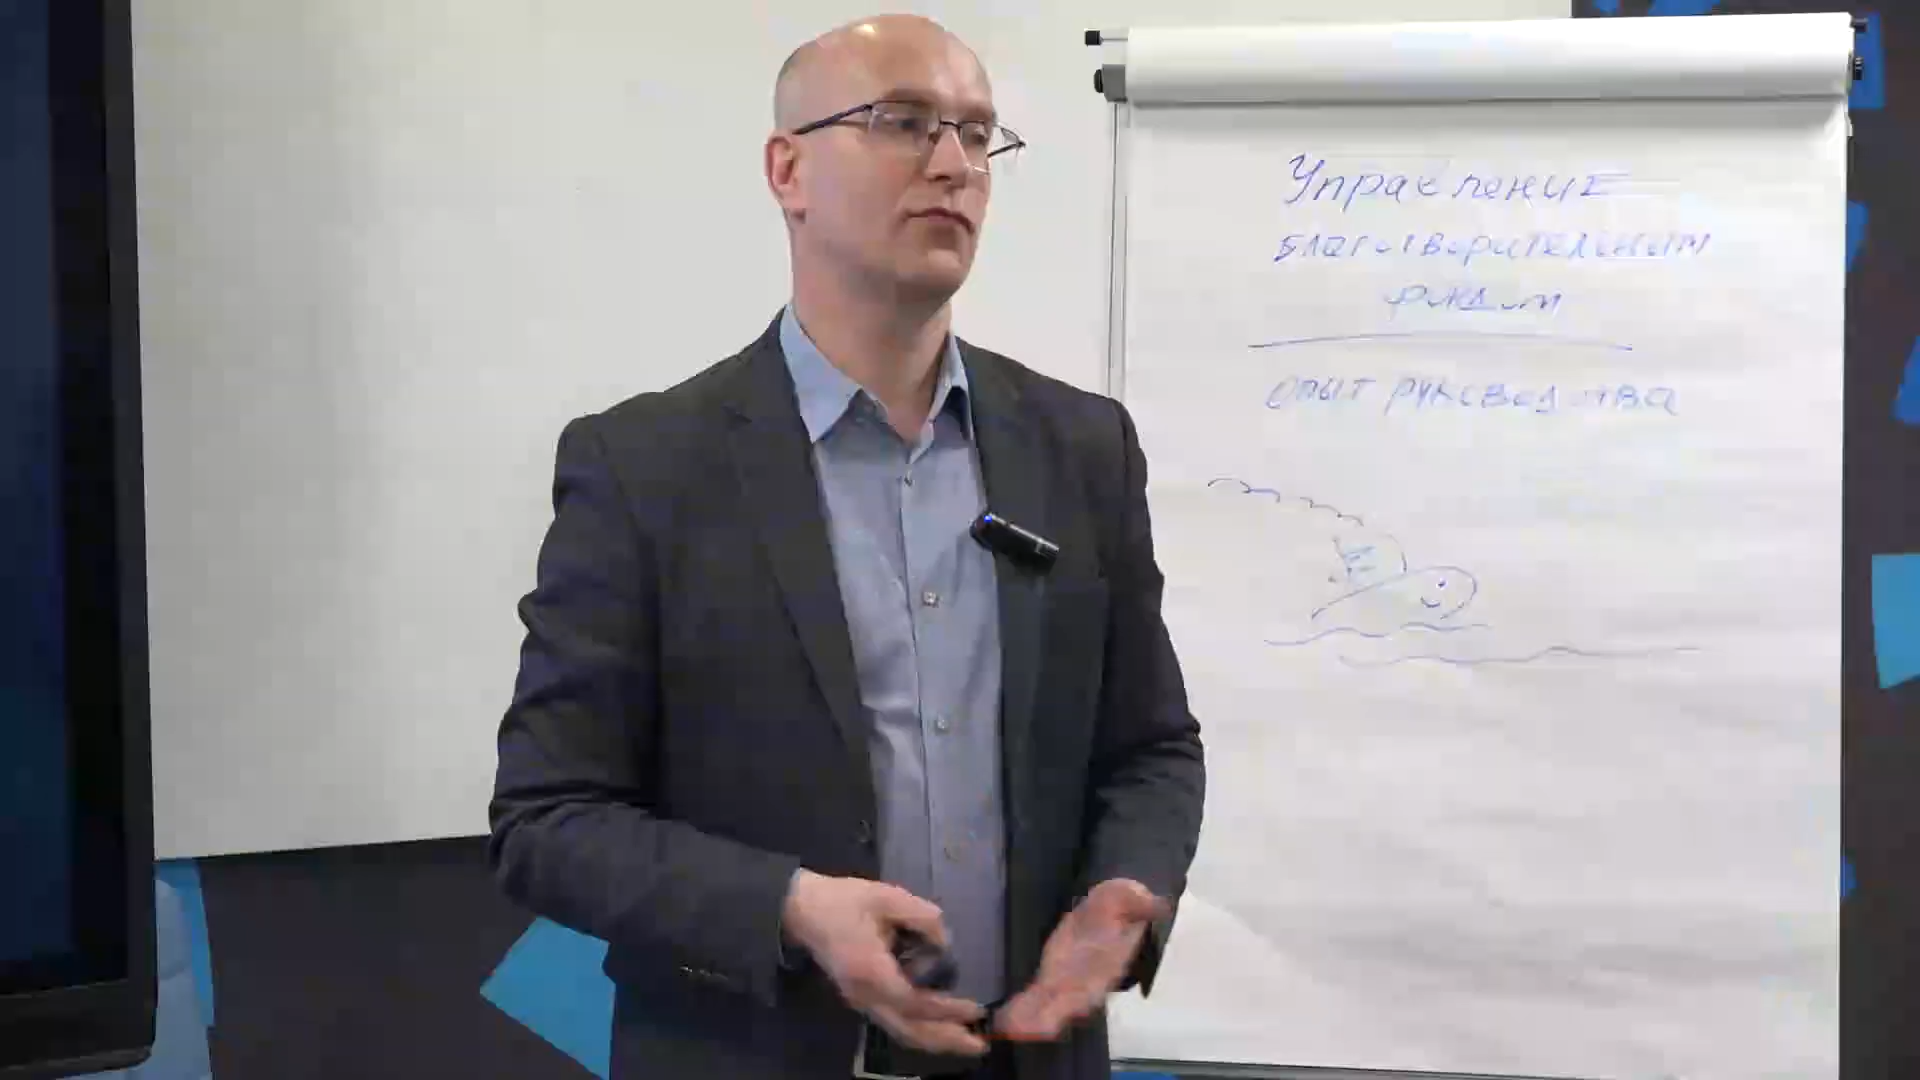 Управление
благотворительным
фондом
опыт руководства